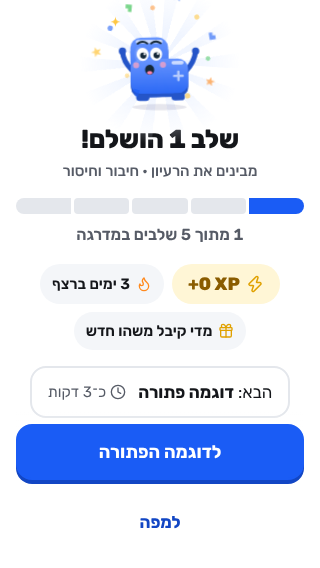 שלב 1 הושלם!
מבינים את הרעיון • חיבור וחיסור
1 מתוך 5 שלבים במדרגה
+0 XP
3 ימים ברצף
מדי קיבל משהו חדש
הבא: דוגמה פתורה
כ־3 דקות
לדוגמה הפתורה
למפה